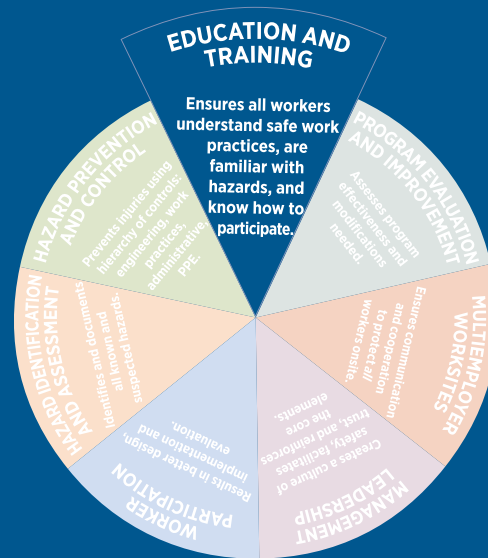 EDUCATION AND
TRAINING
Ensures all workers
understand safe work
practices, are
familiar with
hazards, and
know how to
participate.
PROGRAM EVALUATION
AND IMPROVEMENT
Assesses program
effectiveness and
modifications
needed.
MULTIEMPLOYER
WORKSITES
Ensures communication
and cooperation
to protect all
workers onsite.
MANAGEMENT
LEADERSHIP
Creates a culture of
safety, facilitates
trust, and reinforces
the core
elements.
WORKER
PARTICIPATION
Results in better design,
implementation and
evaluation.
HAZARD IDENTIFICATION
AND ASSESSMENT
Identifies and documents
all known and
suspected hazards.
HAZARD PREVENTION
AND CONTROL
Prevents injuries using
hierarchy of controls:
engineering, work
practices,
administrative,
PPE.